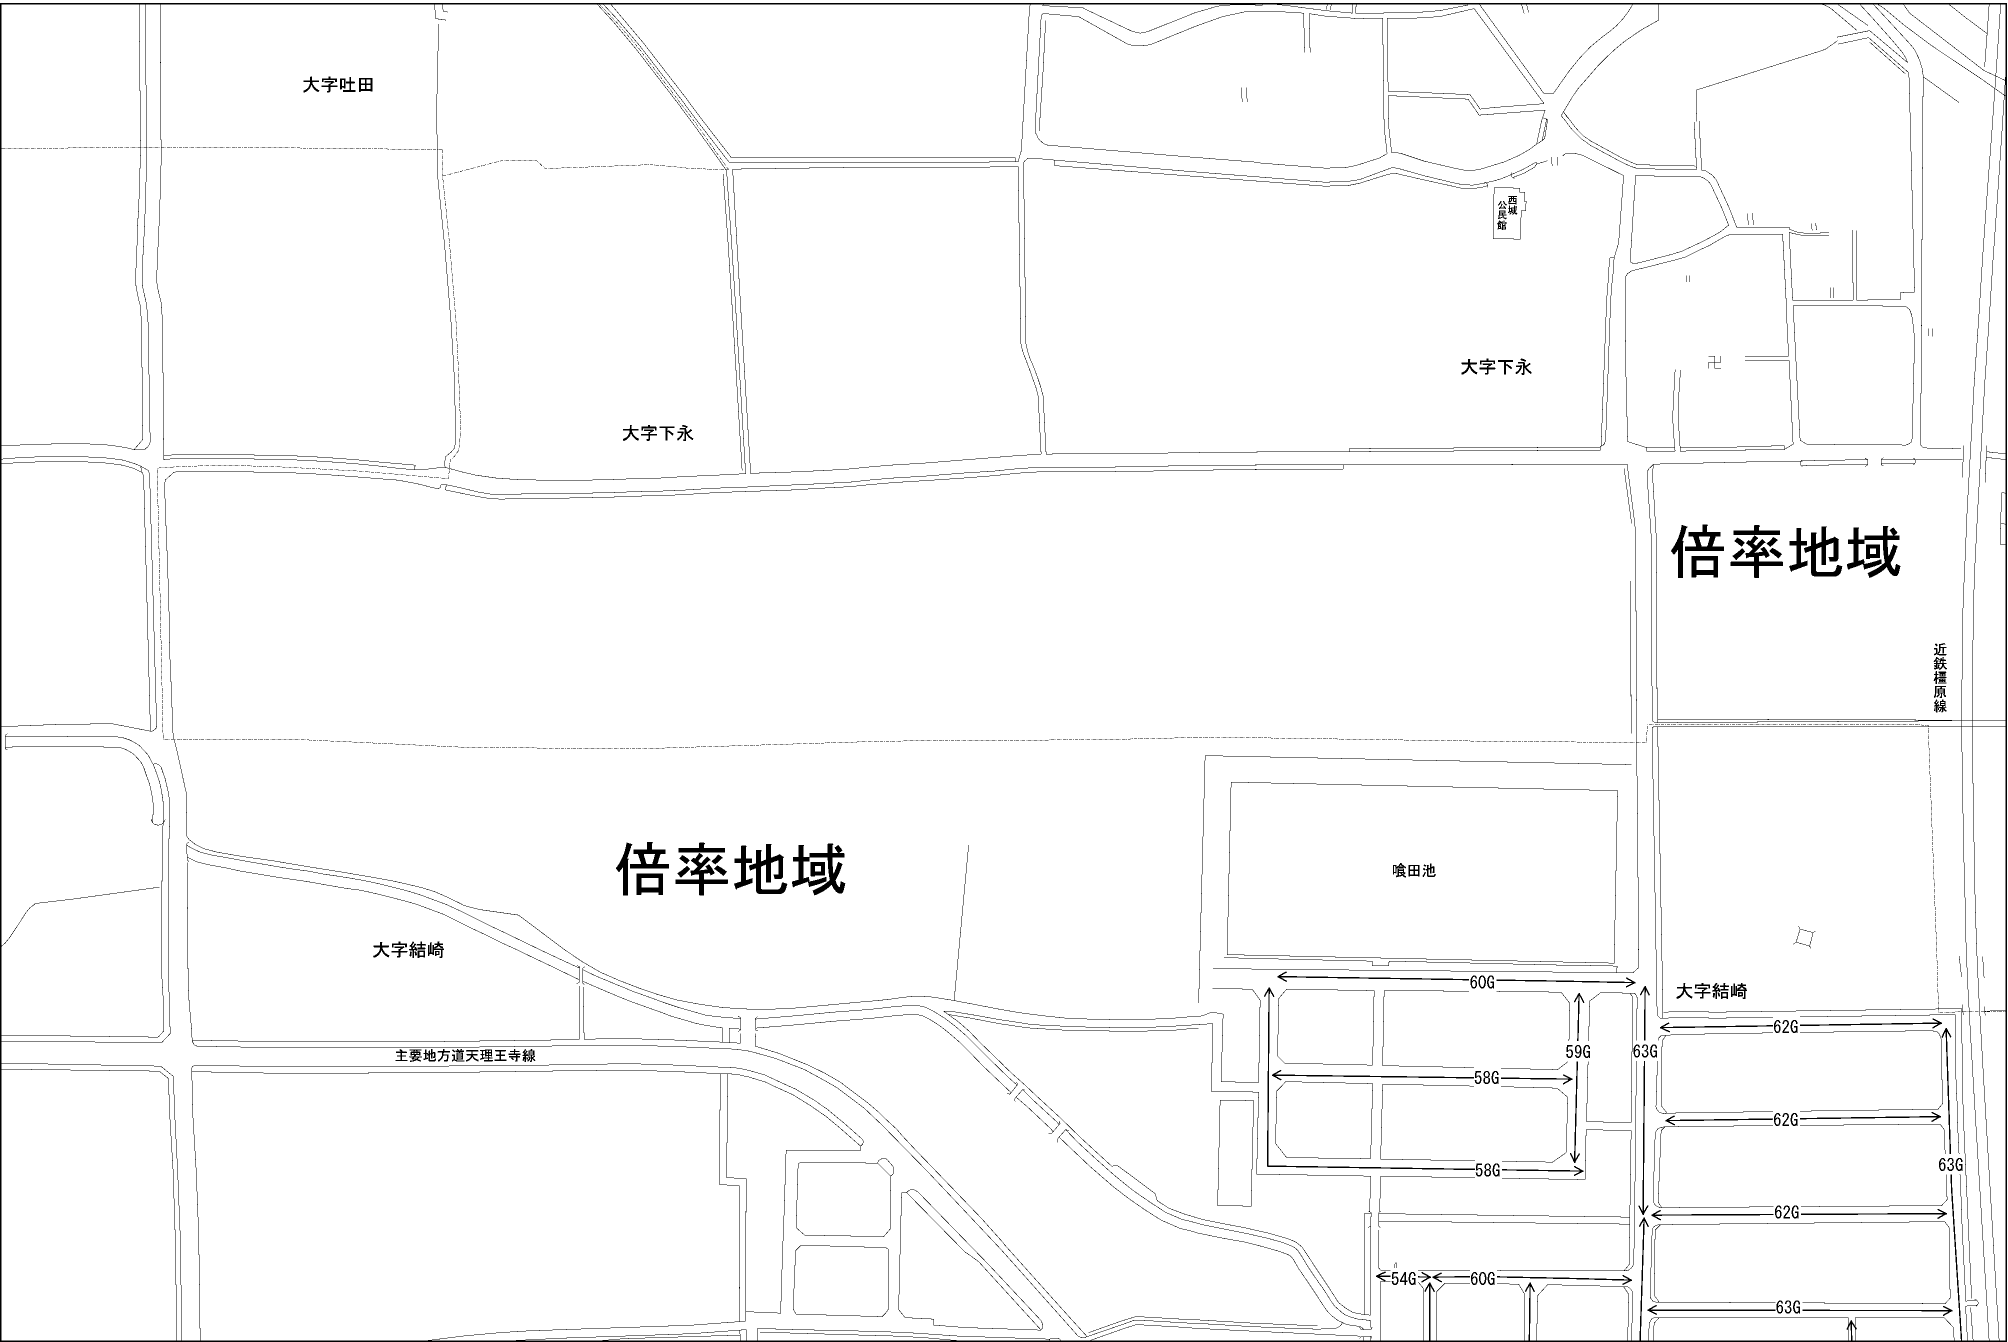 大字吐田
西城
公民館
大字下永
大字下永
倍率地域
近鉄橿原線
倍率地域
喰田池
大字結崎
大字結崎
60G
62G
59G
63G
主要地方道天理王寺線
58G
62G
63G
58G
62G
54G
60G
63G